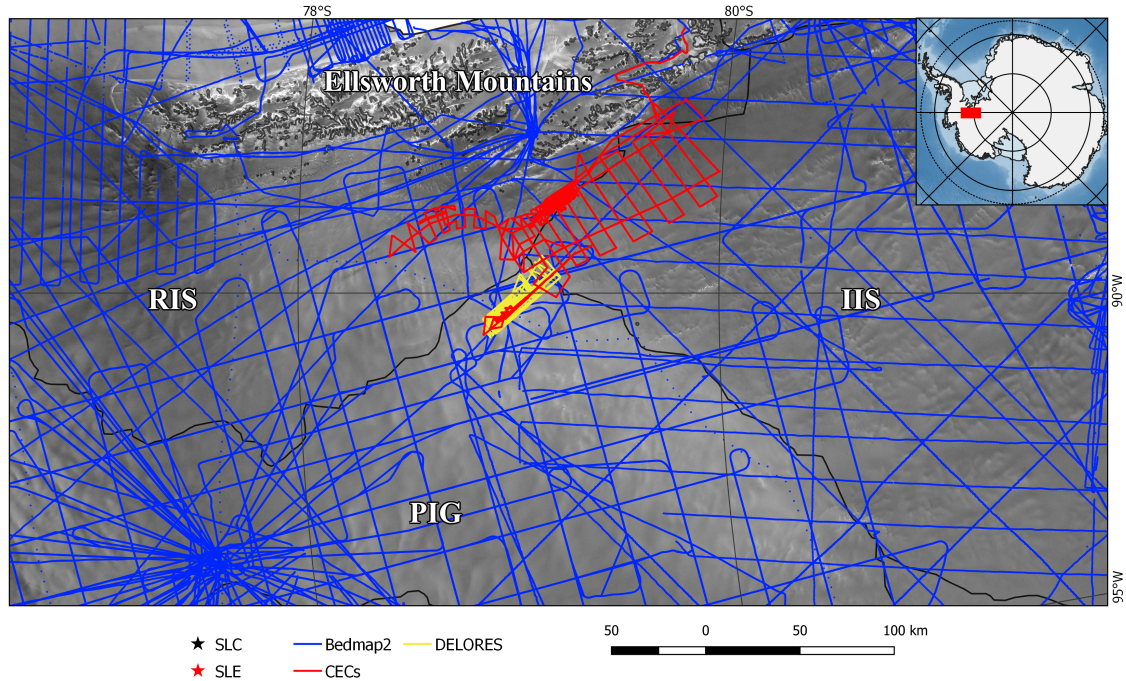 78°S
80°S
Ellsworth Mountains
RIS
IIS
90°W
PIG
95°W
SLC
Bedmap2
DELORES
SLE
CECs
50
0
50
100 km